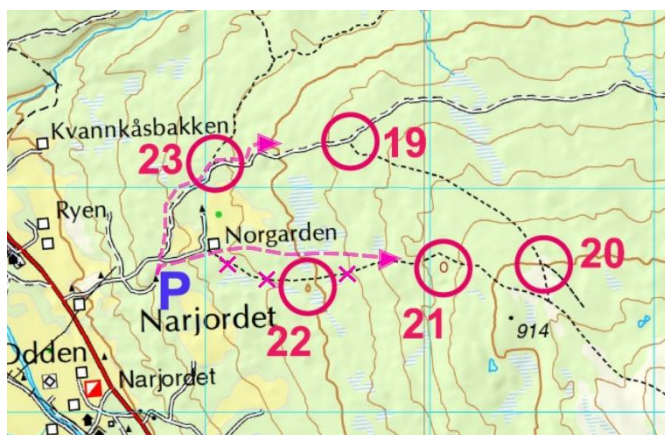 Kvannkåsbakken
23
19
Ryen
Norgarden
P
20
Narjordet
22
21
914
Odden
Narjordet